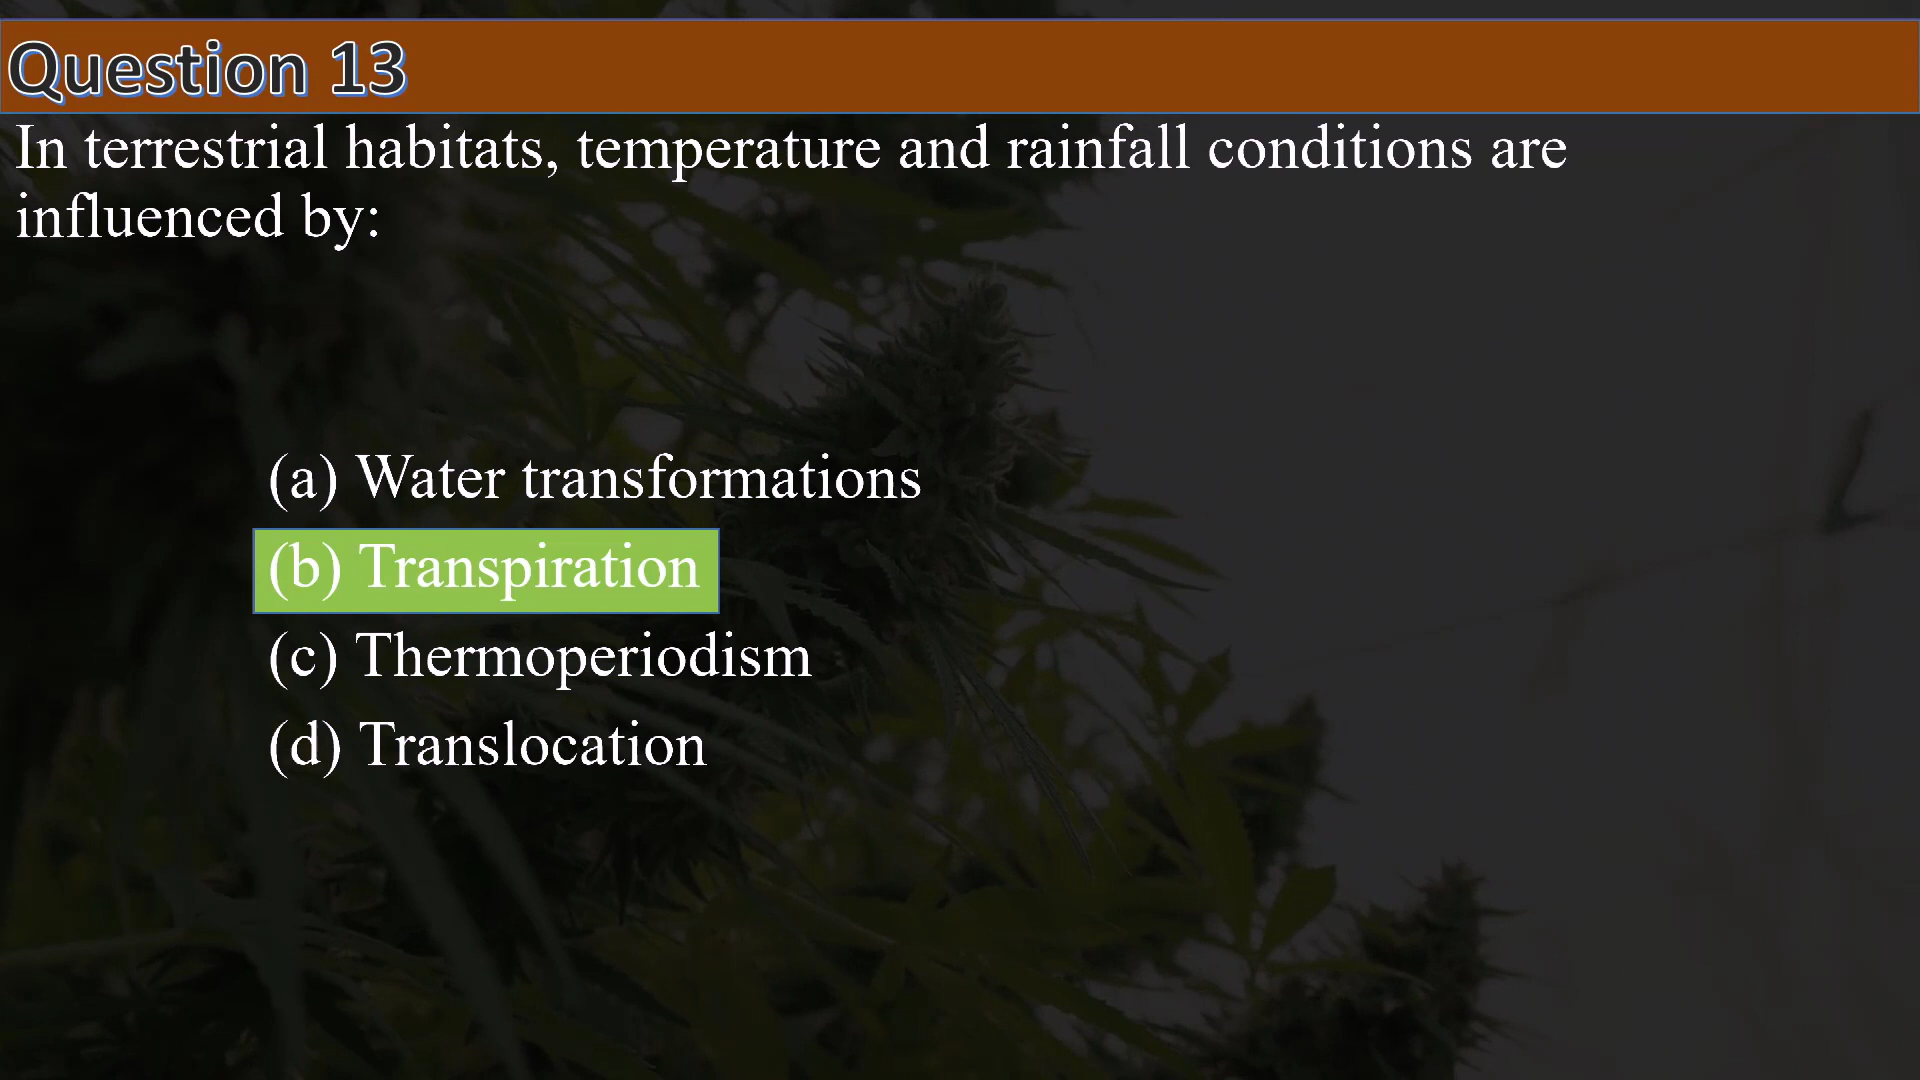 Question 13
In terrestrial habitats, temperature and rainfall conditions are
influenced by:
(a) Water transformations
(b) Transpiration
(c) Thermoperiodism
(d) Translocation